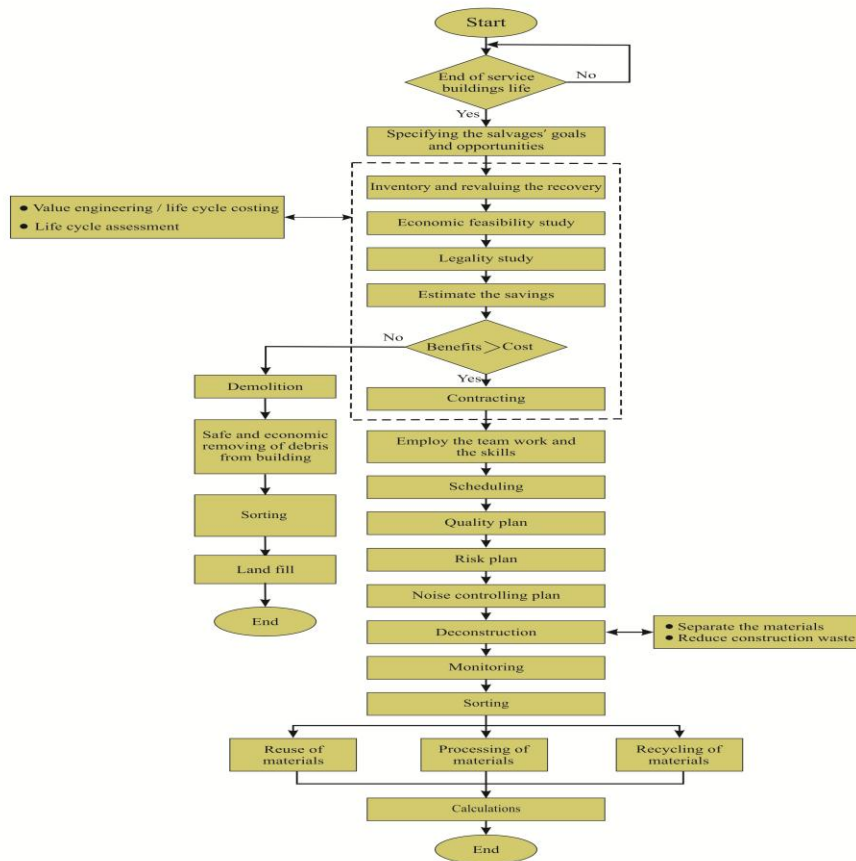 Start
End of service
buildings life
No
Yes
Specifying the salvages' goals
and opportunities
Inventory and revaluing the recovery
● Value engineering / life cycle costing
● Life cycle assessment
Economic feasibility study
Legality study
Estimate the savings
No
Benefits > Cost
Yes
Demolition
Contracting
Safe and economic
removing of debris
from building
Employ the team work and
the skills
Scheduling
Sorting
Quality plan
Risk plan
Land fill
Noise controlling plan
End
Deconstruction
● Separate the materials
● Reduce construction waste
Monitoring
Sorting
Reuse of
materials
Processing of
materials
Recycling of
materials
Calculations
End